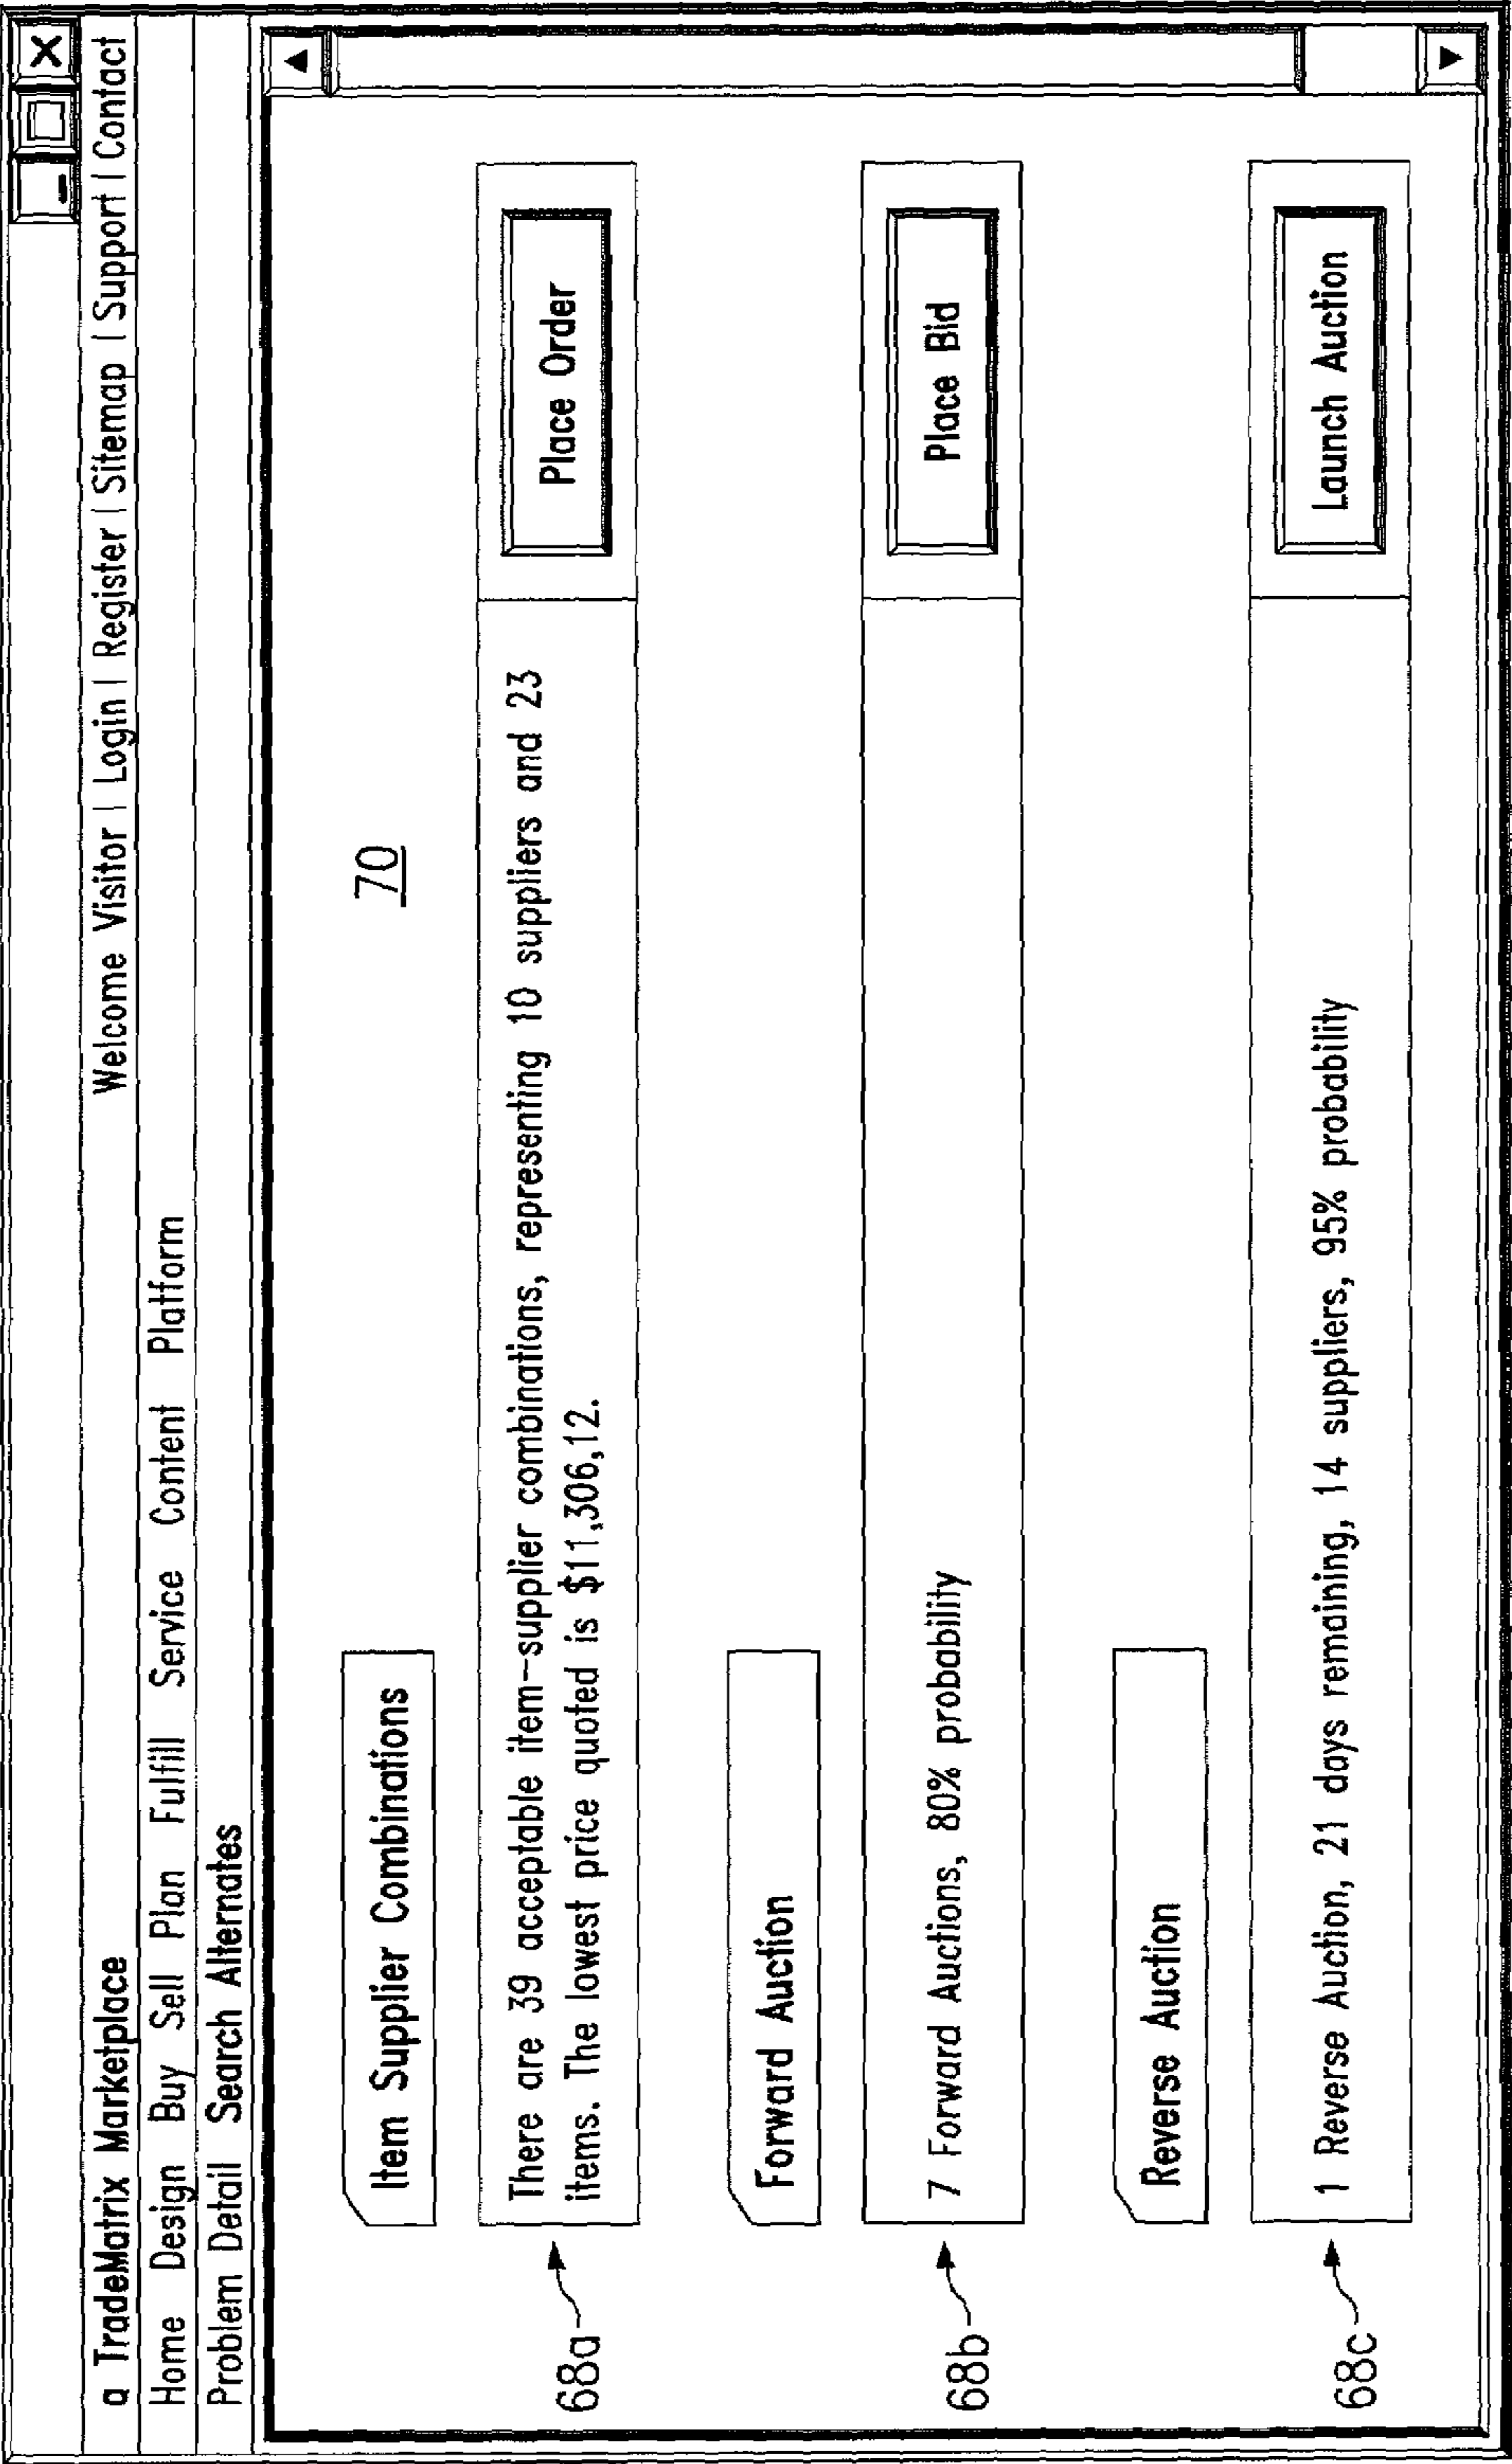 a TradeMatrix Marketplace Welcome Visitor | Login | Register | Sitemap | Support | Contact
Home Design Buy Sell Plan Fulfill Service Content Platform
Problem Detail Search Alternates
70
Item Supplier Combinations
68a
There are 39 acceptable item-supplier combinations, representing 10 suppliers and 23
items. The lowest price quoted is $11,306,12.
Place Order
Forward Auction
68b
7 Forward Auctions, 80% probability
Place Bid
Reverse Auction
68c
1 Reverse Auction, 21 days remaining, 14 suppliers, 95% probability
Launch Auction